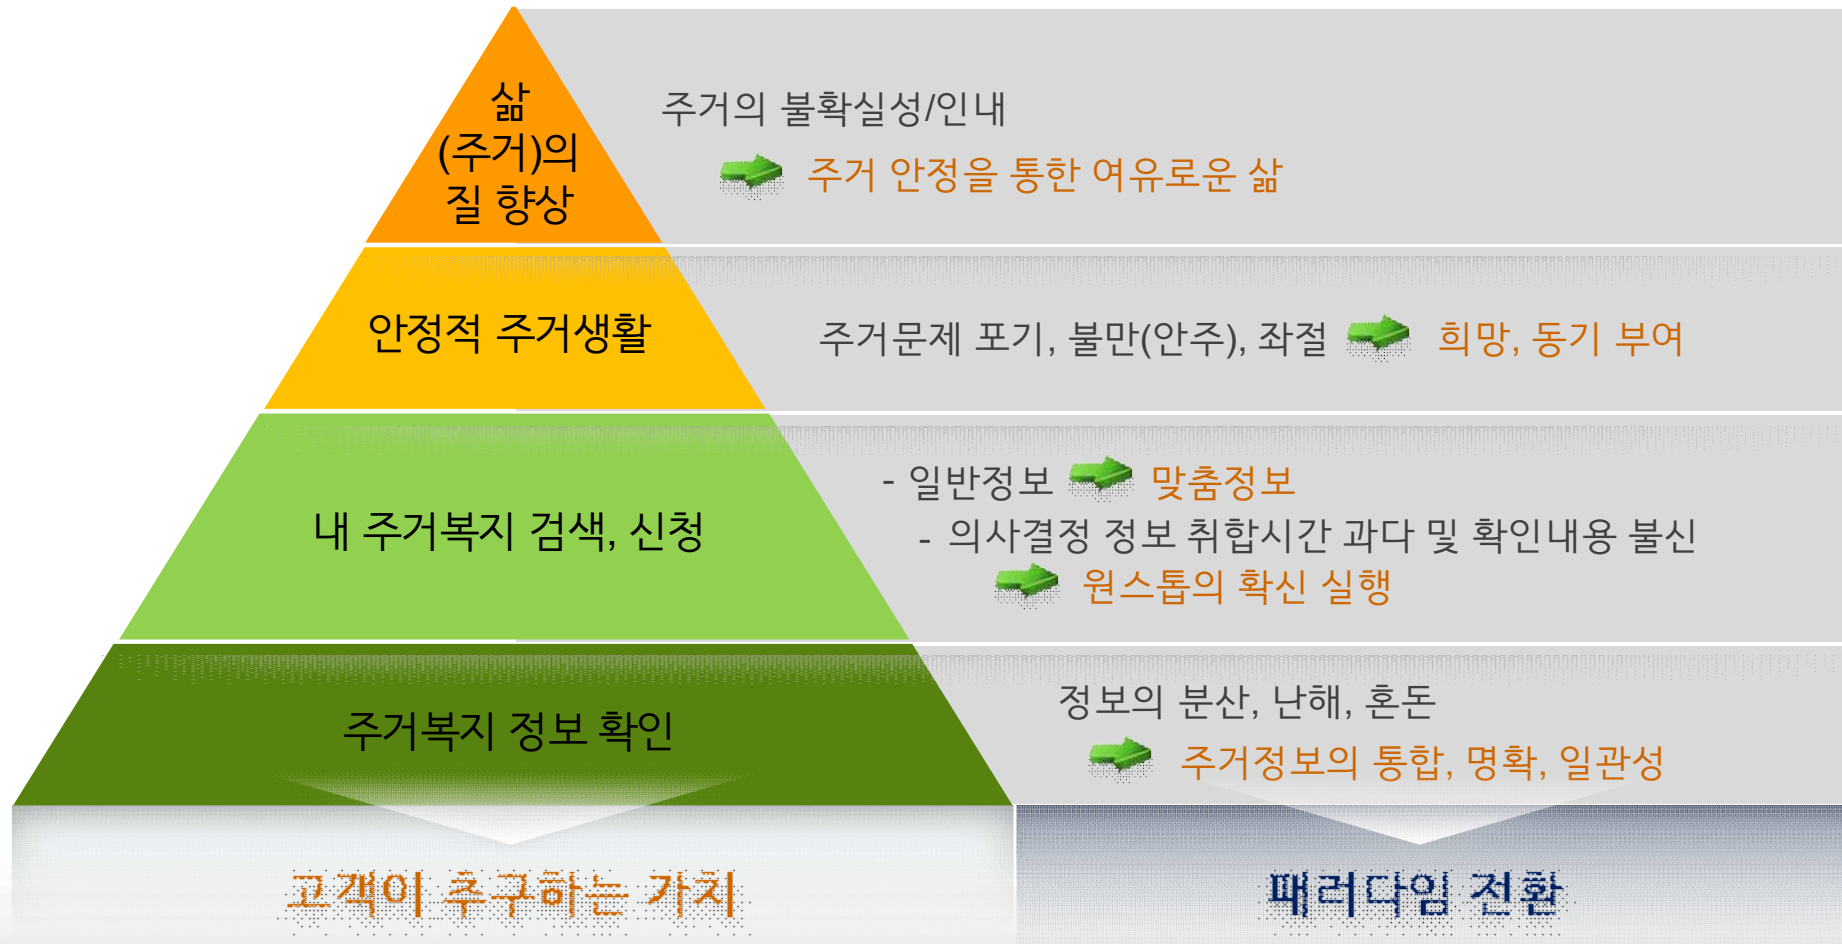 삶
(주거)의
질 향상
주거의 불확실성/인내
주거 안정을 통한 여유로운 삶
안정적 주거생활
주거문제 포기, 불만(안주), 좌절 희망, 동기 부여
내 주거복지 검색, 신청
- 일반정보 맞춤정보
- 의사결정 정보 취합시간 과다 및 확인내용 불신
원스톱의 확신 실행
주거복지 정보 확인
정보의 분산, 난해, 혼돈
주거정보의 통합, 명확, 일관성
고객이 추구하는 가치
패러다임 전환